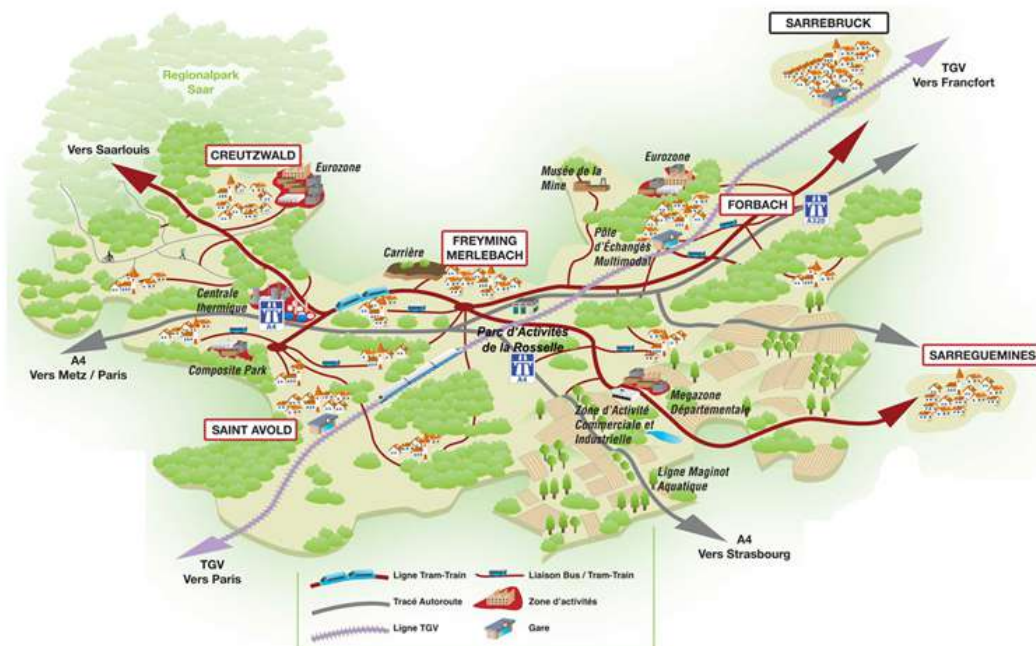 SARREBRUCK
TGV
Vers Francfort
Regionalpark
Saar
Vers Saarlouis
CREUTZWALD
Eurozone
Musée de la
Mine
Eurozone
FORBACH
A320
Pôle
d'Échanges
Multimodal
FREYMING
MERLEBACH
Carrière
Centrale
thermique
A4
A4
Vers Metz / Paris
Composite Park
Parc d'Activités
de la Rosselle
A4
SARREGUEMINES
SAINT AVOLD
Megazone
Départementale
Zone d'Activité
Commerciale et
Industrielle
Ligne Maginot
Aquatique
A4
Vers Strasbourg
TGV
Vers Paris
Ligne Tram-Train
Liaison Bus / Tram-Train
Tracé Autoroute
Zone d'activités
Ligne TGV
Gare